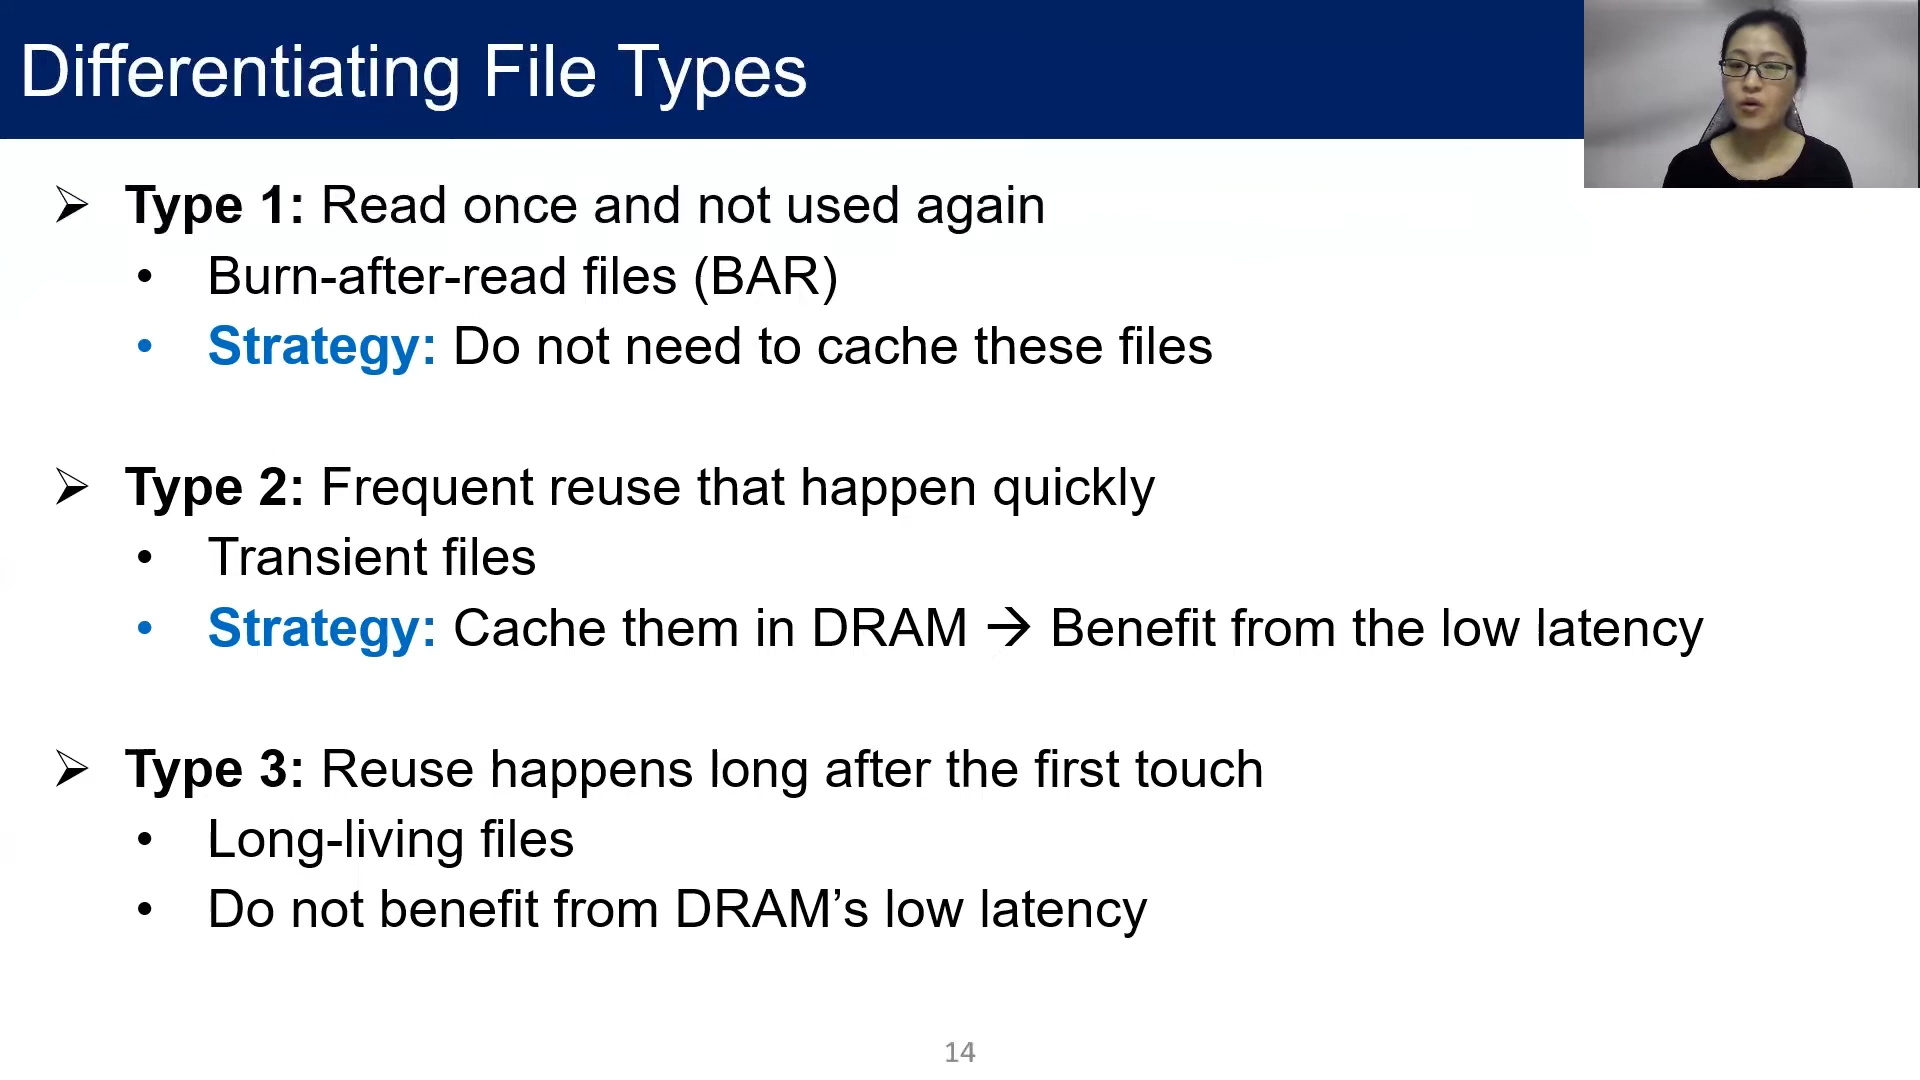 Differentiating File Types
➢ Type 1: Read once and not used again
• Burn-after-read files (BAR)
• Strategy: Do not need to cache these files
➢ Type 2: Frequent reuse that happen quickly
• Transient files
• Strategy: Cache them in DRAM → Benefit from the low latency
➢ Type 3: Reuse happens long after the first touch
• Long-living files
• Do not benefit from DRAM’s low latency
14